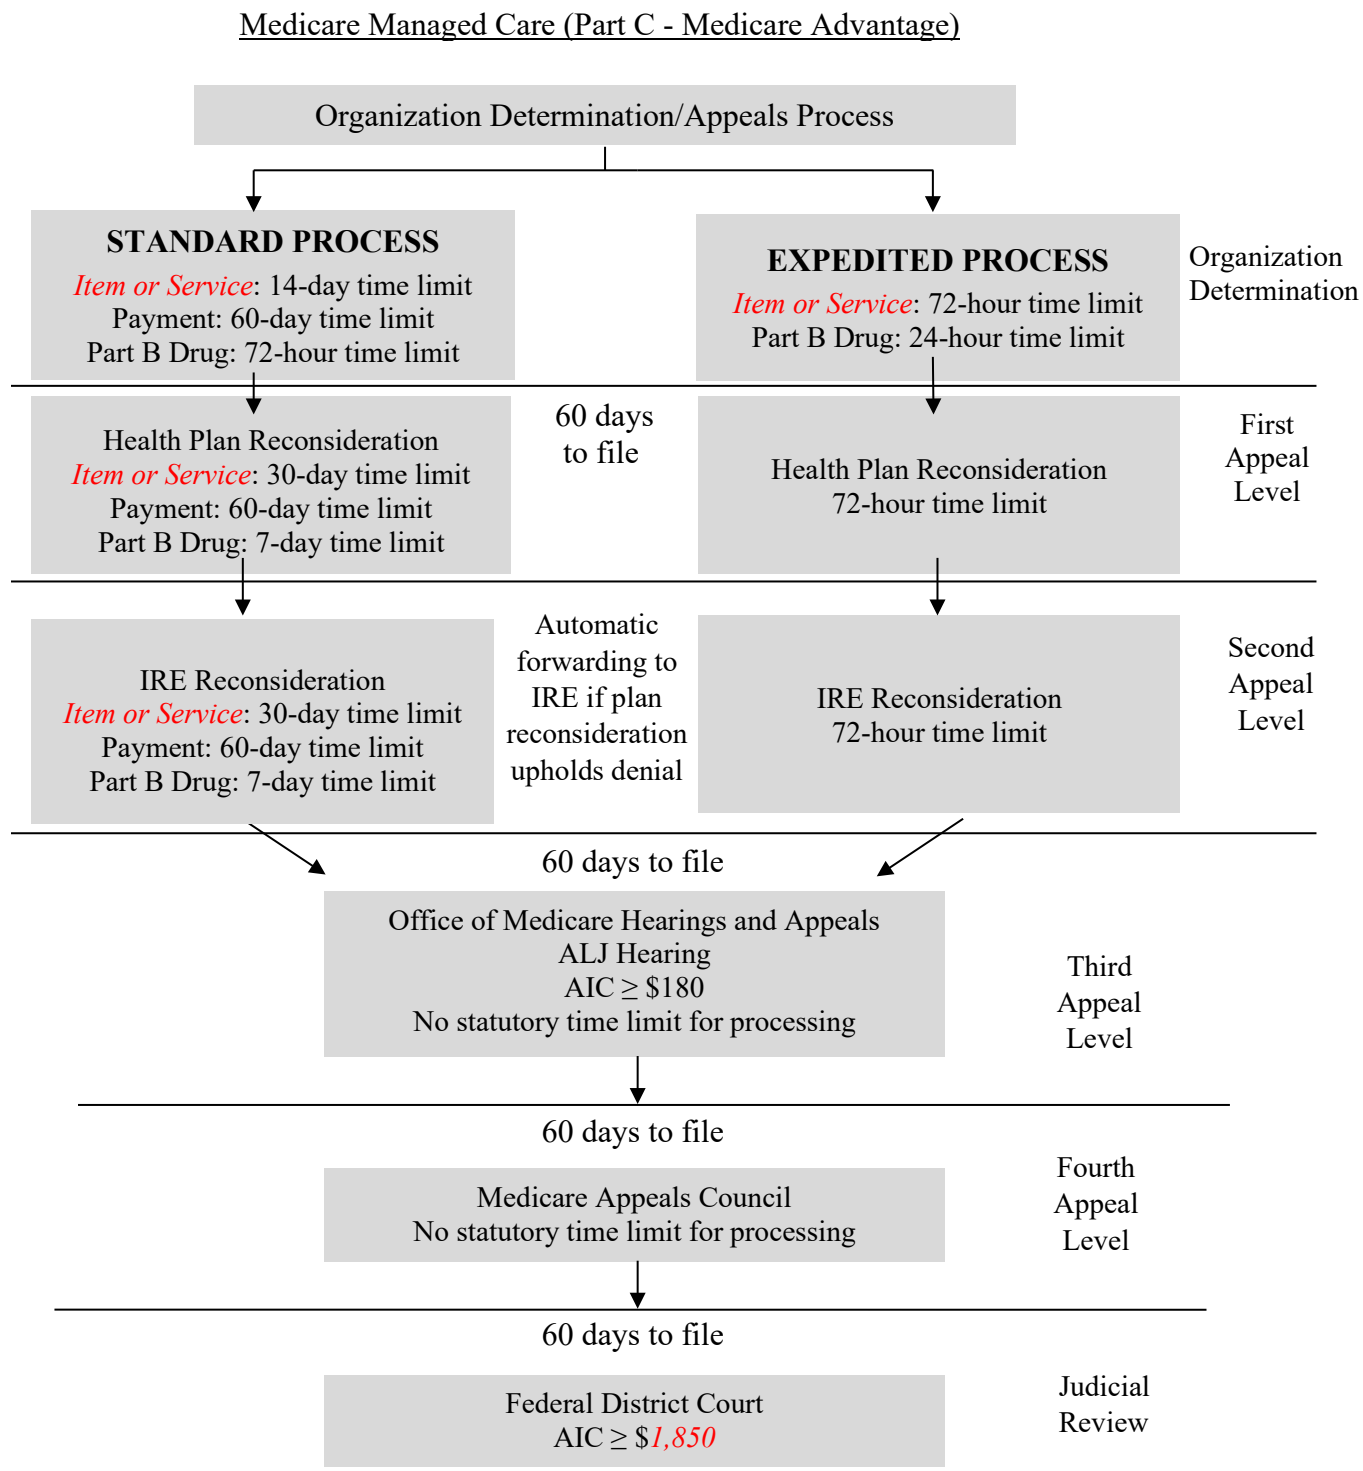 Medicare Managed Care (Part C - Medicare Advantage)
Organization Determination/Appeals Process
STANDARD PROCESS
Item or Service: 14-day time limit
Payment: 60-day time limit
Part B Drug: 72-hour time limit
EXPEDITED PROCESS
Item or Service: 72-hour time limit
Part B Drug: 24-hour time limit
Organization
Determination
Health Plan Reconsideration
Item or Service: 30-day time limit
Payment: 60-day time limit
Part B Drug: 7-day time limit
60 days
to file
Health Plan Reconsideration
72-hour time limit
First
Appeal
Level
IRE Reconsideration
Item or Service: 30-day time limit
Payment: 60-day time limit
Part B Drug: 7-day time limit
Automatic
forwarding to
IRE if plan
reconsideration
upholds denial
IRE Reconsideration
72-hour time limit
Second
Appeal
Level
60 days to file
Office of Medicare Hearings and Appeals
ALJ Hearing
AIC ≥ $180
No statutory time limit for processing
Third
Appeal
Level
60 days to file
Medicare Appeals Council
No statutory time limit for processing
Fourth
Appeal
Level
60 days to file
Federal District Court
AIC ≥ $1,850
Judicial
Review